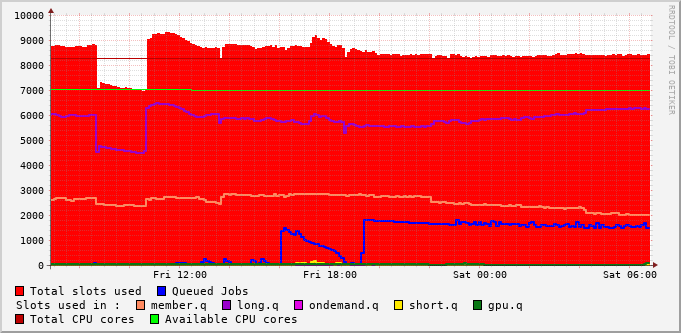 10000
9000
8000
7000
6000
5000
4000
3000
2000
1000
0
Fri 12:00 Fri 18:00 Sat 00:00 Sat 06:00
RRDTOOL / TOBI OETIKER
Total slots used Queued Jobs
Slots used in : member.q long.q ondemand.q short.q gpu.q
Total CPU cores Available CPU cores